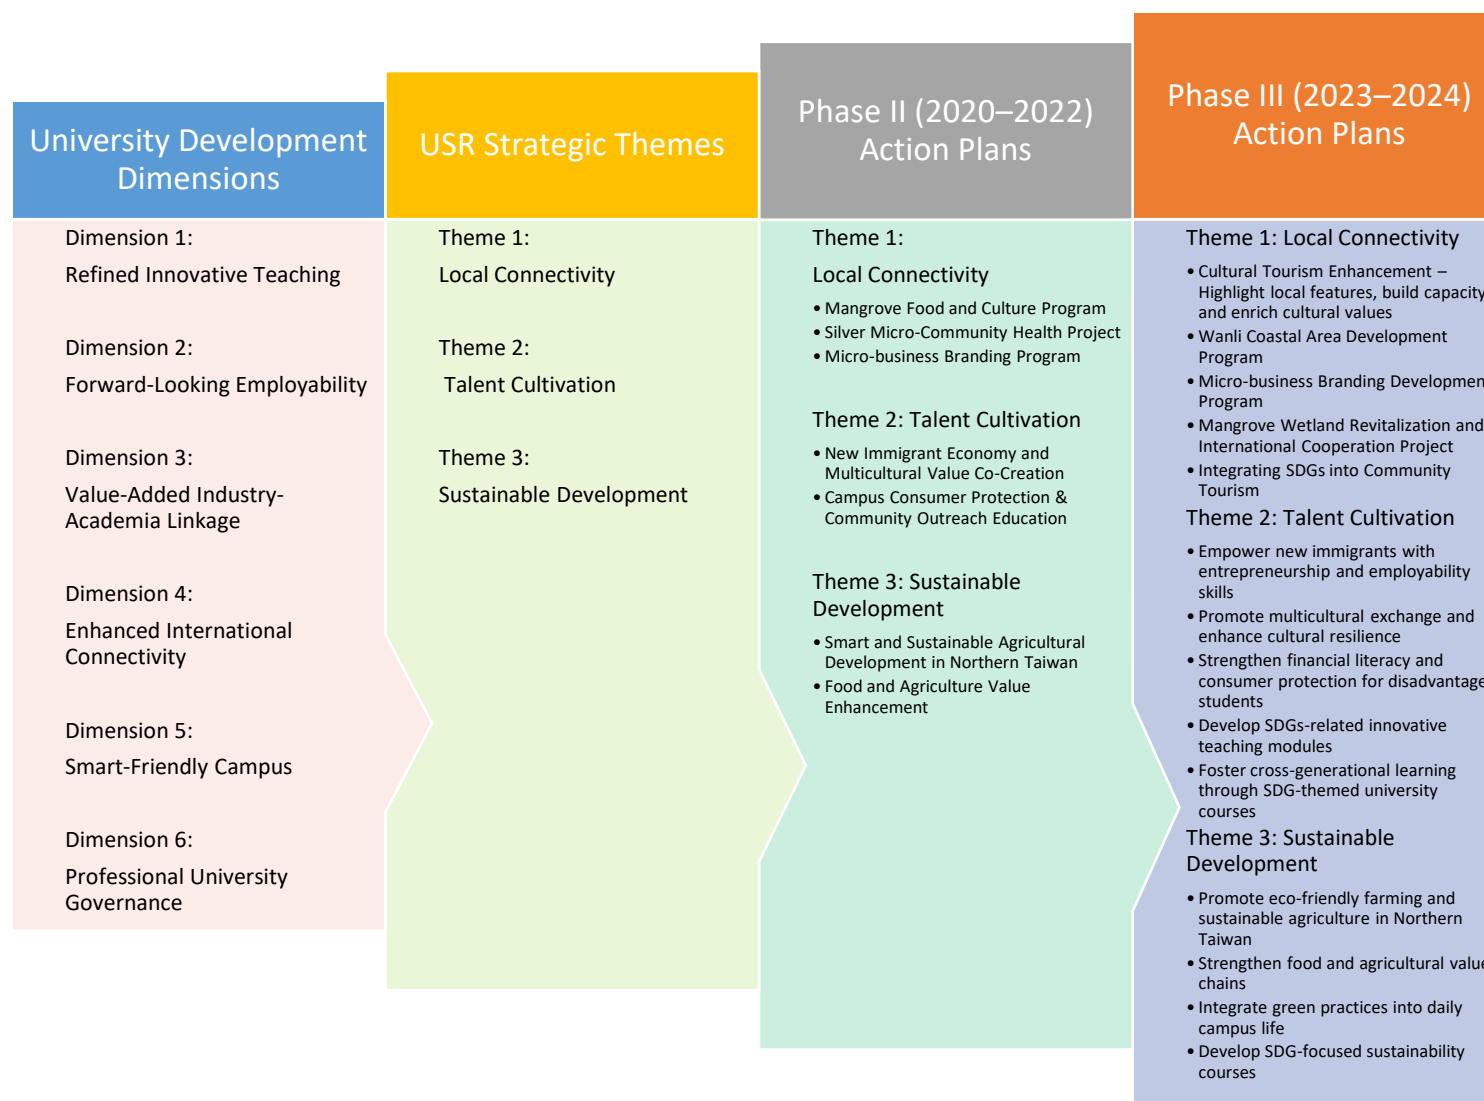 University Development
Dimensions
Dimension 1:
Refined Innovative Teaching
Dimension 2:
Forward-Looking Employability
Dimension 3:
Value-Added Industry-
Academia Linkage
Dimension 4:
Enhanced International
Connectivity
Dimension 5:
Smart-Friendly Campus
Dimension 6:
Professional University
Governance
USR Strategic Themes
Theme 1:
Local Connectivity
Theme 2:
Talent Cultivation
Theme 3:
Sustainable Development
Phase II (2020–2022)
Action Plans
Theme 1:
Local Connectivity
• Mangrove Food and Culture Program
• Silver Micro-Community Health Project
• Micro-business Branding Program
Theme 2: Talent Cultivation
• New Immigrant Economy and
Multicultural Value Co-Creation
• Campus Consumer Protection &
Community Outreach Education
Theme 3: Sustainable
Development
• Smart and Sustainable Agricultural
Development in Northern Taiwan
• Food and Agriculture Value
Enhancement
Phase III (2023–2024)
Action Plans
Theme 1: Local Connectivity
• Cultural Tourism Enhancement –
Highlight local features, build capacity
and enrich cultural values
• Wanli Coastal Area Development
Program
• Micro-business Branding Developmen
Program
• Mangrove Wetland Revitalization and
International Cooperation Project
• Integrating SDGs into Community
Tourism
Theme 2: Talent Cultivation
• Empower new immigrants with
entrepreneurship and employability
skills
• Promote multicultural exchange and
enhance cultural resilience
• Strengthen financial literacy and
consumer protection for disadvantage
students
• Develop SDGs-related innovative
teaching modules
• Foster cross-generational learning
through SDG-themed university
courses
Theme 3: Sustainable
Development
• Promote eco-friendly farming and
sustainable agriculture in Northern
Taiwan
• Strengthen food and agricultural value
chains
• Integrate green practices into daily
campus life
• Develop SDG-focused sustainability
courses